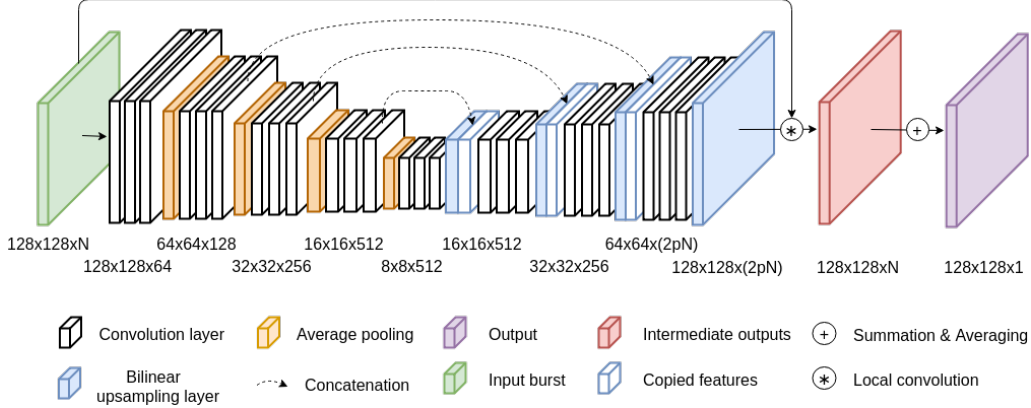 128x128xN
128x128x64
64x64x128
32x32x256
16x16x512
8x8x512
16x16x512
32x32x256
64x64x(2pN)
128x128x(2pN)
128x128xN
128x128x1
*
+
Convolution layer
Average pooling
Output
Intermediate outputs
+ Summation & Averaging
Bilinear
upsampling layer
Concatenation
Input burst
Copied features
* Local convolution